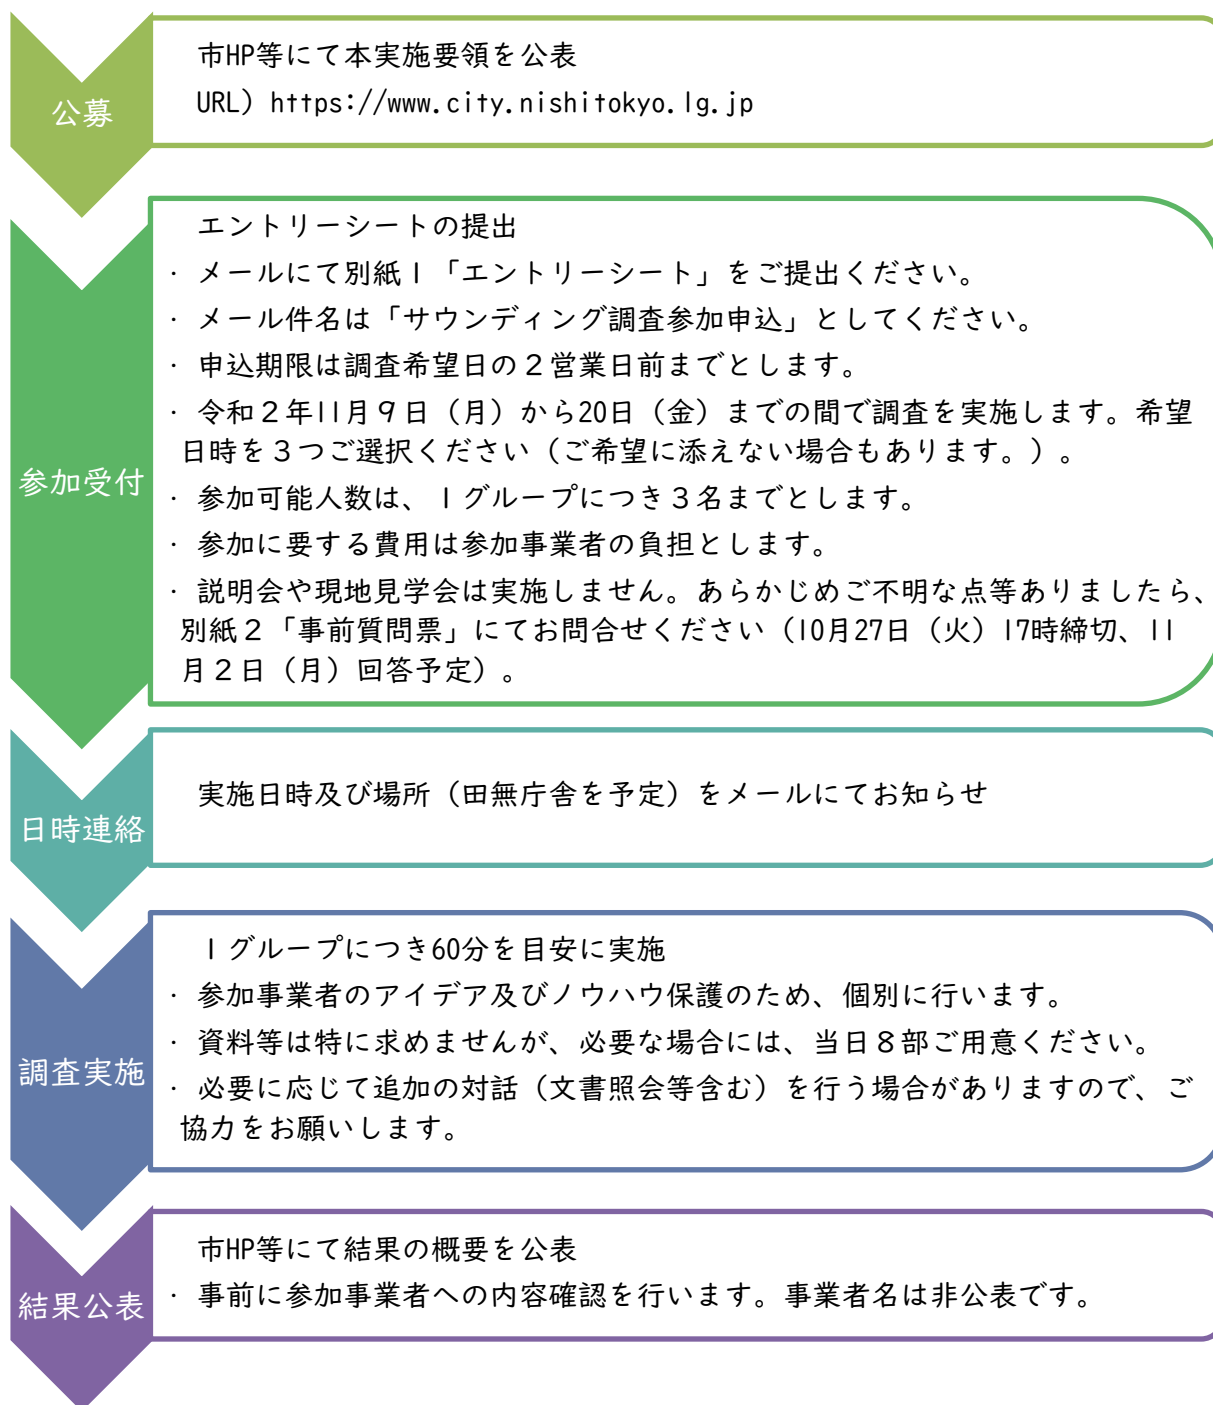 公募
市HP等にて本実施要領を公表
URL）https://www.city.nishitokyo.lg.jp
参加受付
エントリーシートの提出
・メールにて別紙１「エントリーシート」をご提出ください。
・メール件名は「サウンディング調査参加申込」としてください。
・申込期限は調査希望日の２営業日前までとします。
・令和２年11月９日（月）から20日（金）までの間で調査を実施します。希望
日時を３つご選択ください（ご希望に添えない場合もあります。）。
・参加可能人数は、１グループにつき３名までとします。
・参加に要する費用は参加事業者の負担とします。
・説明会や現地見学会は実施しません。あらかじめご不明な点等ありましたら、
別紙２「事前質問票」にてお問合せください（10月27日（火）17時締切、11
月２日（月）回答予定）。
日時連絡
実施日時及び場所（田無庁舎を予定）をメールにてお知らせ
調査実施
１グループにつき60分を目安に実施
・参加事業者のアイデア及びノウハウ保護のため、個別に行います。
・資料等は特に求めませんが、必要な場合には、当日８部ご用意ください。
・必要に応じて追加の対話（文書照会等含む）を行う場合がありますので、ご
協力をお願いします。
結果公表
市HP等にて結果の概要を公表
・事前に参加事業者への内容確認を行います。事業者名は非公表です。